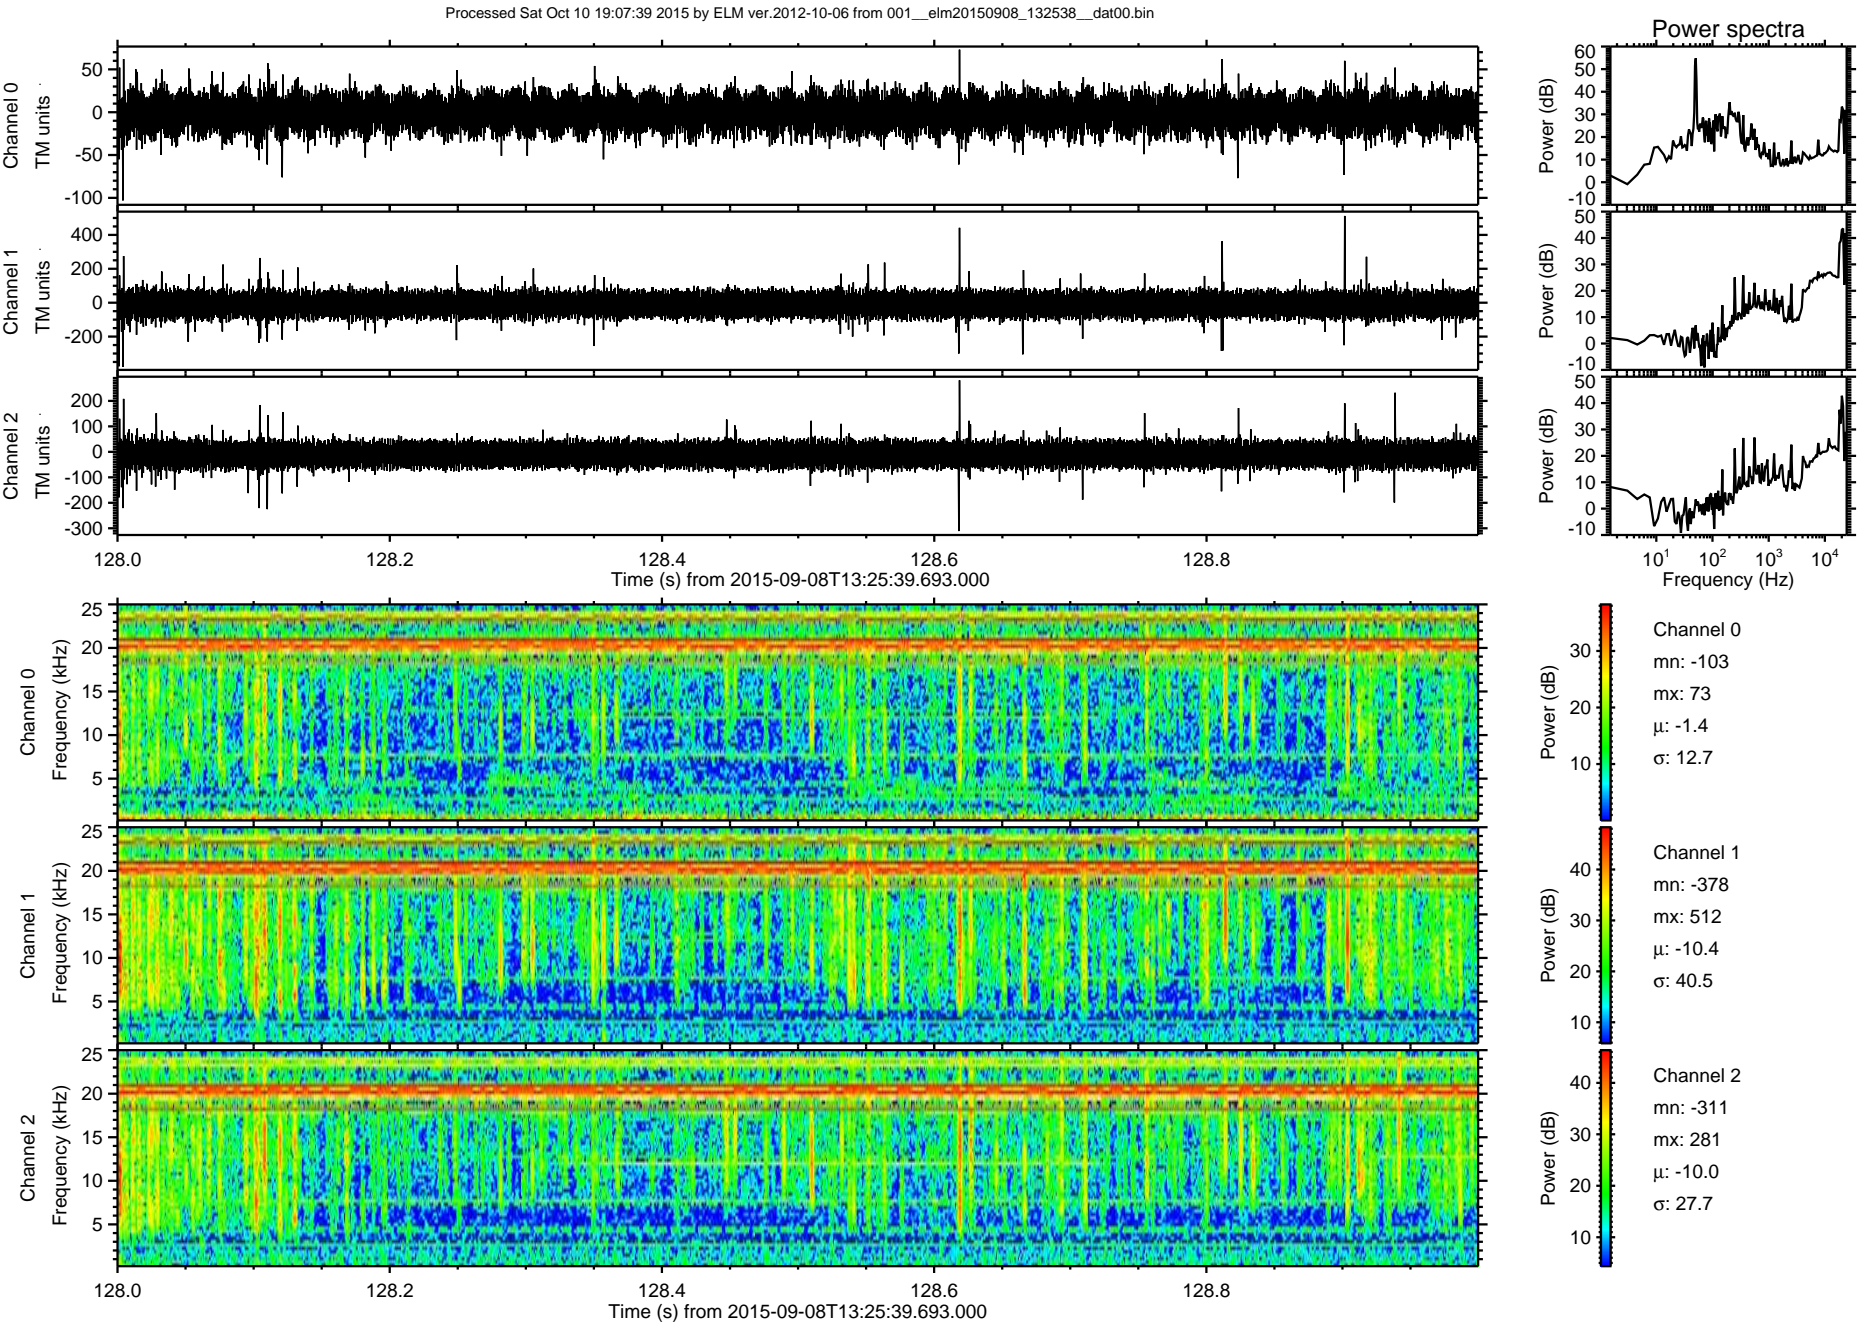 Processed Sat Oct 10 19:07:39 2015 by ELM ver.2012-10-06 from 001__elm20150908_132538__dat00.bin
Power spectra
Channel 0
TM units
50
0
-50
-100
Power (dB)
60
50
40
30
20
10
0
-10
Channel 1
TM units
400
200
0
-200
Power (dB)
50
40
30
20
10
0
-10
Channel 2
TM units
200
100
0
-100
-200
-300
Power (dB)
50
40
30
20
10
0
-10
128.0 128.2 128.4 128.6 128.8
Time (s) from 2015-09-08T13:25:39.693.000
10¹ 10² 10³ 10⁴
Frequency (Hz)
Channel 0
Frequency (kHz)
25
20
15
10
5
Power (dB)
30
20
10
Channel 0
mn: -103
mx: 73
μ: -1.4
σ: 12.7
Channel 1
Frequency (kHz)
25
20
15
10
5
Power (dB)
40
30
20
10
Channel 1
mn: -378
mx: 512
μ: -10.4
σ: 40.5
Channel 2
Frequency (kHz)
25
20
15
10
5
Power (dB)
40
30
20
10
Channel 2
mn: -311
mx: 281
μ: -10.0
σ: 27.7
128.0 128.2 128.4 128.6 128.8
Time (s) from 2015-09-08T13:25:39.693.000